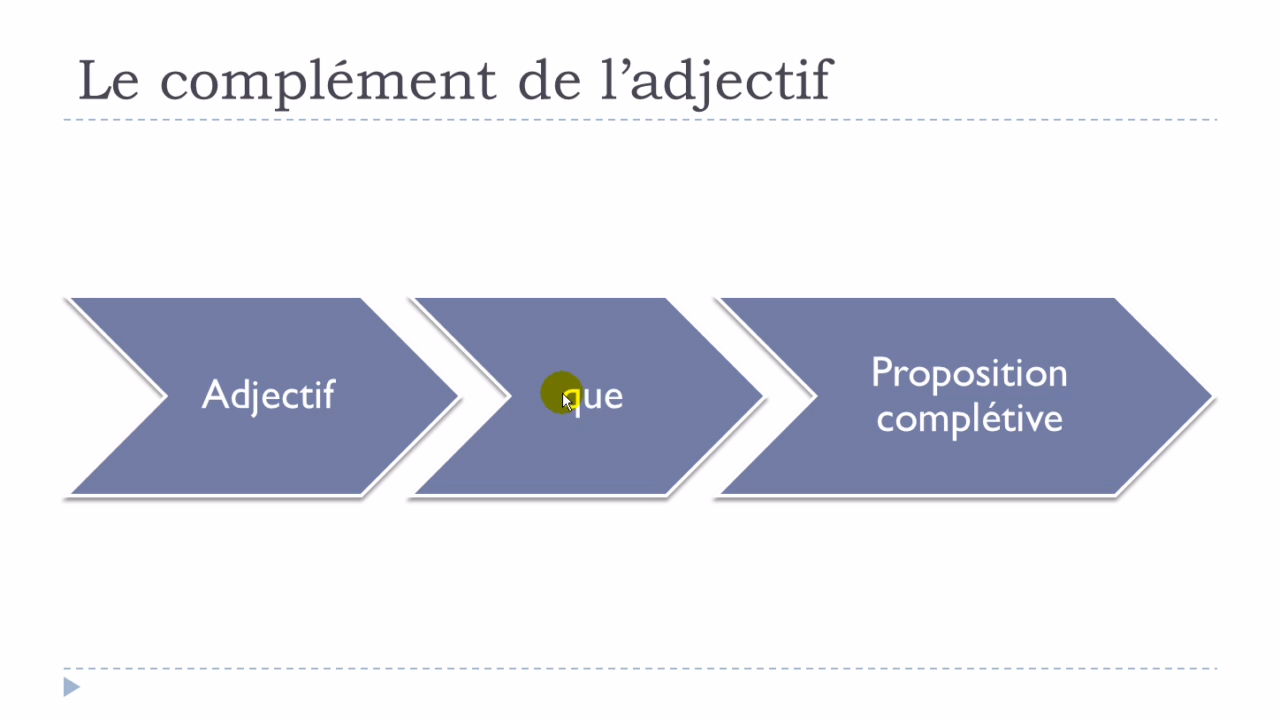 Le complément de l’adjectif
Adjectif
que
Proposition
complétive